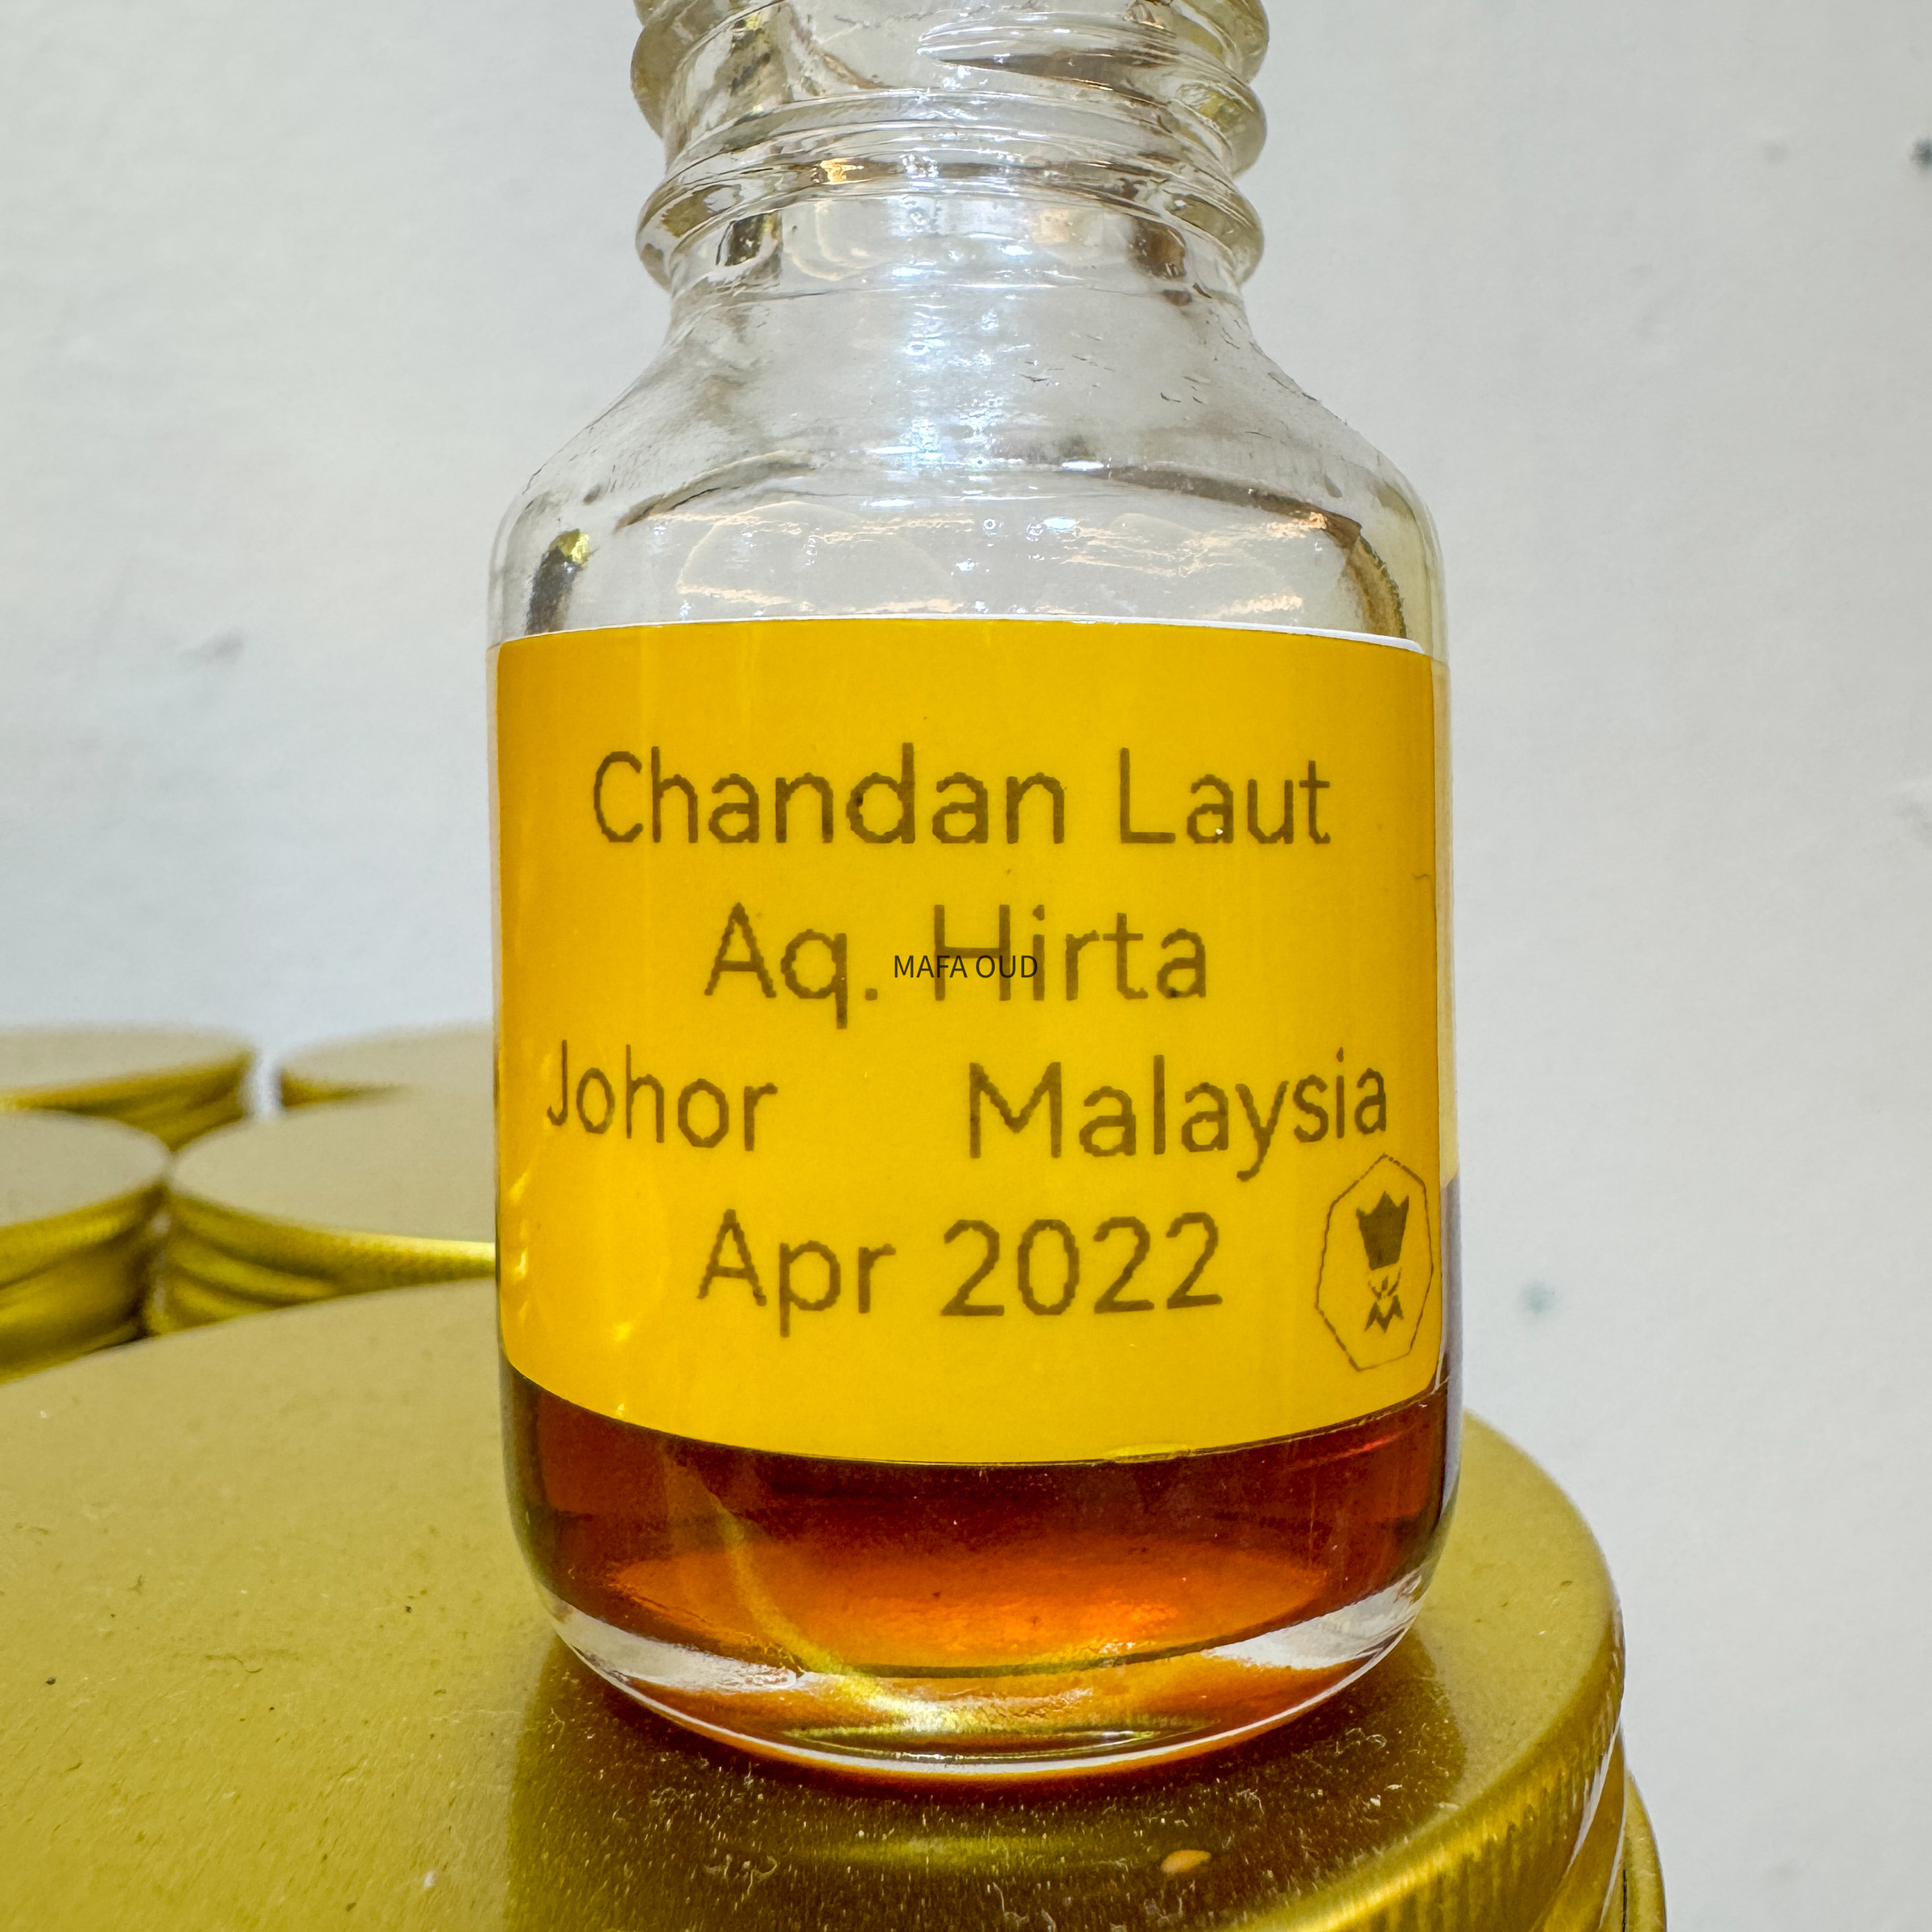 Chandan Laut
Aq. Hirta
MAFA OUD
Johor Malaysia
Apr 2022